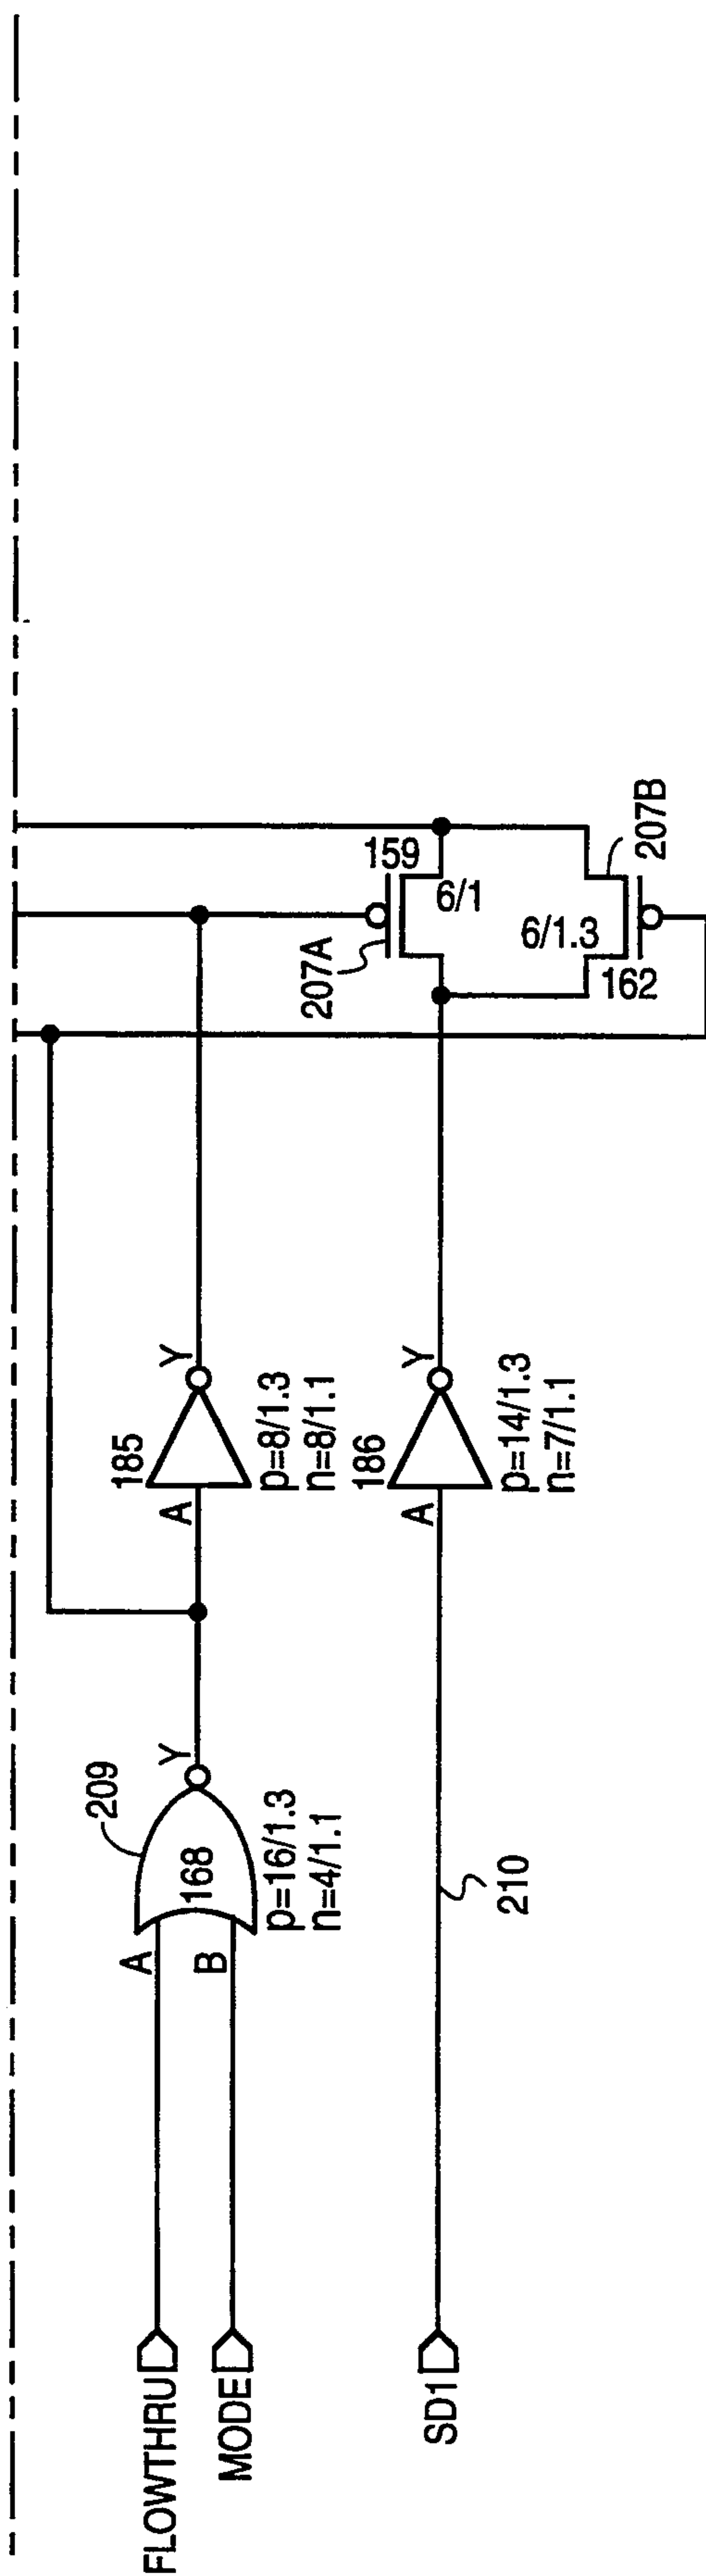 FLOWTHRU
MODE
A
B
168
Y
209
p=16/1.3
n=4/1.1
A
185
Y
p=8/1.3
n=8/1.1
SD1
210
A
186
Y
p=14/1.3
n=7/1.1
207A
159
6/1
6/1.3
162
207B